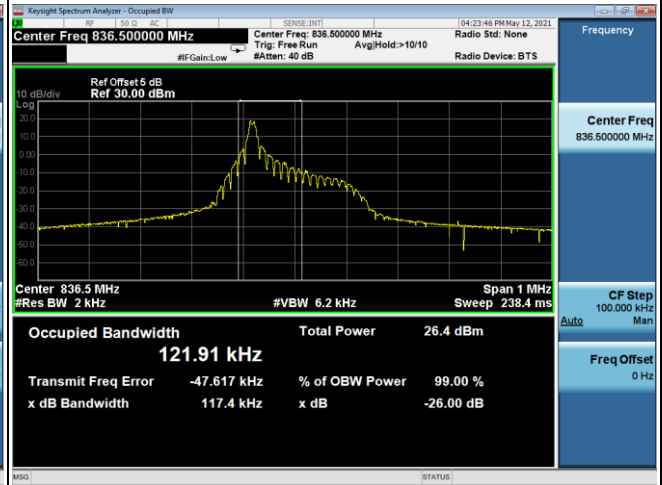 Keysight Spectrum Analyzer - Occupied BW
RF 50 Ω AC SENSE:INT 04:23:46 PM May 12, 2021
Center Freq 836.500000 MHz Center Freq: 836.500000 MHz Radio Std: None
Trig: Free Run Avg|Hold:>10/10
#IFGain:Low #Atten: 40 dB Radio Device: BTS
Ref Offset 5 dB
10 dB/div Ref 30.00 dBm
Log
20.0
10.0
0.00
-10.0
-20.0
-30.0
-40.0
-50.0
-60.0
Center 836.5 MHz Span 1 MHz
#Res BW 2 kHz #VBW 6.2 kHz Sweep 238.4 ms
Occupied Bandwidth Total Power 26.4 dBm
121.91 kHz
Transmit Freq Error -47.617 kHz % of OBW Power 99.00 %
x dB Bandwidth 117.4 kHz x dB -26.00 dB
MSG STATUS
Frequency
Center Freq
836.500000 MHz
CF Step
100.000 kHz
Auto Man
Freq Offset
0 Hz